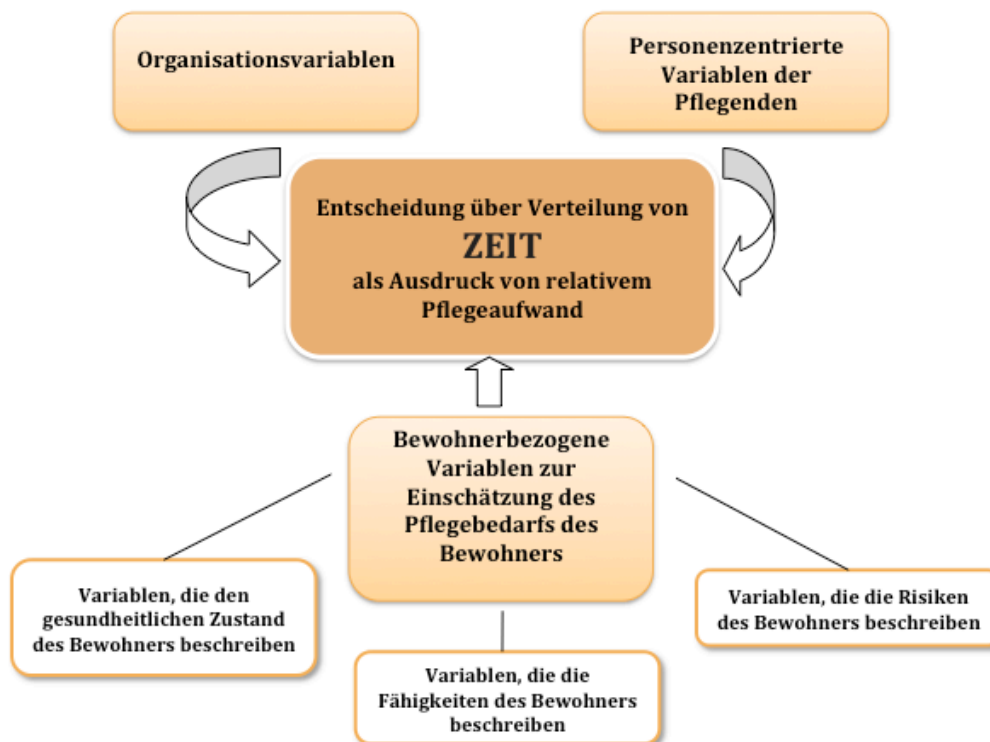 Organisationsvariablen
Personenzentrierte
Variablen der
Pflegenden
Entscheidung über Verteilung von
ZEIT
als Ausdruck von relativem
Pflegeaufwand
Bewohnerbezogene
Variablen zur
Einschätzung des
Pflegebedarfs des
Bewohners
Variablen, die den
gesundheitlichen Zustand
des Bewohners beschreiben
Variablen, die die
Fähigkeiten des Bewohners
beschreiben
Variablen, die die Risiken
des Bewohners beschreiben